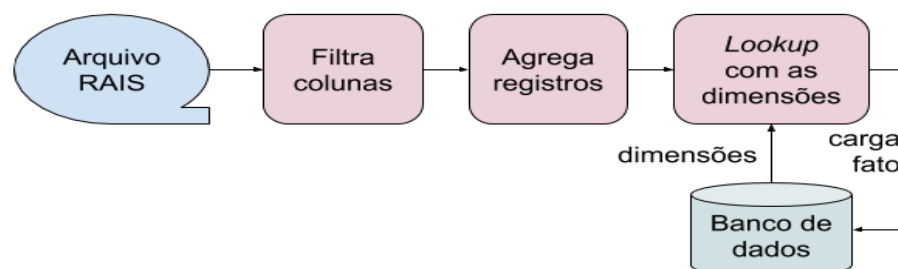 Arquivo
RAIS
Filtra
colunas
Agrega
registros
Lookup
com as
dimensões
dimensões
carga
fato
Banco de
dados